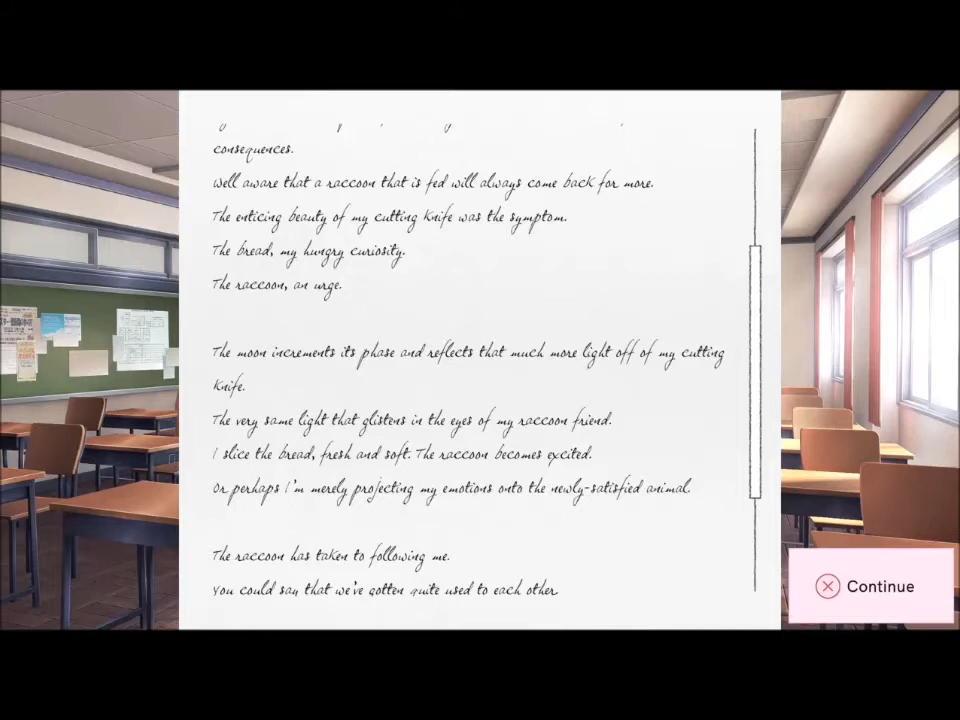 consequences.
Well aware that a raccoon that is fed will always come back for more.
The enticing beauty of my cutting knife was the symptom.
The bread, my hungry curiosity.
The raccoon, an urge.
The moon increments its phase and reflects that much more light off of my cutting
knife.
The very same light that glistens in the eyes of my raccoon friend.
I slice the bread, fresh and soft. The raccoon becomes excited.
Or perhaps I'm merely projecting my emotions onto the newly-satisfied animal.
The raccoon has taken to following me.
You could say that we've gotten quite used to each other
Continue